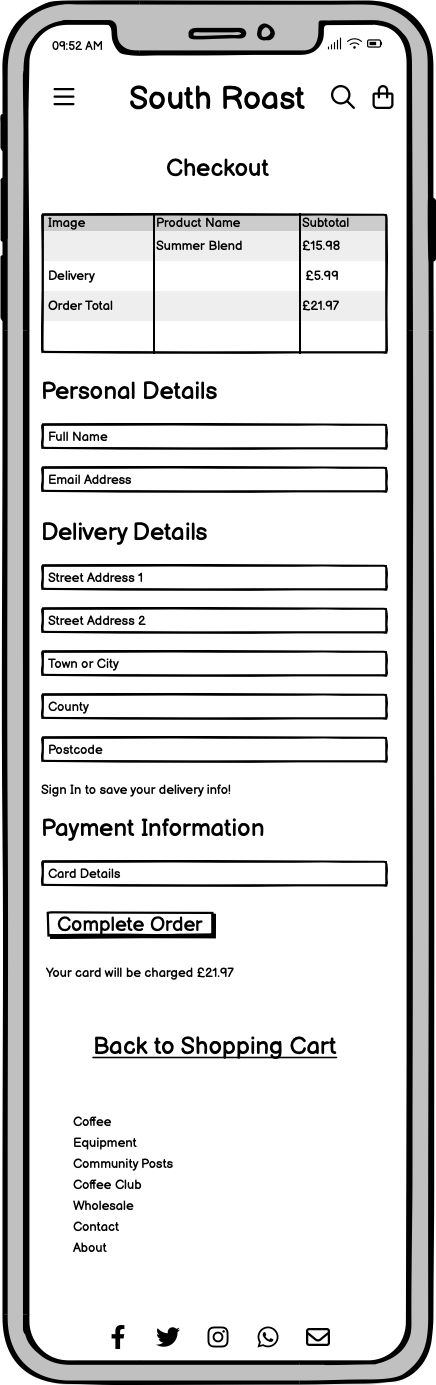 09:52 AM
South Roast
Checkout
Image Product Name Subtotal
Summer Blend £15.98
Delivery £5.99
Order Total £21.97
Personal Details
Full Name
Email Address
Delivery Details
Street Address 1
Street Address 2
Town or City
County
Postcode
Sign In to save your delivery info!
Payment Information
Card Details
Complete Order
Your card will be charged £21.97
Back to Shopping Cart
Coffee
Equipment
Community Posts
Coffee Club
Wholesale
Contact
About